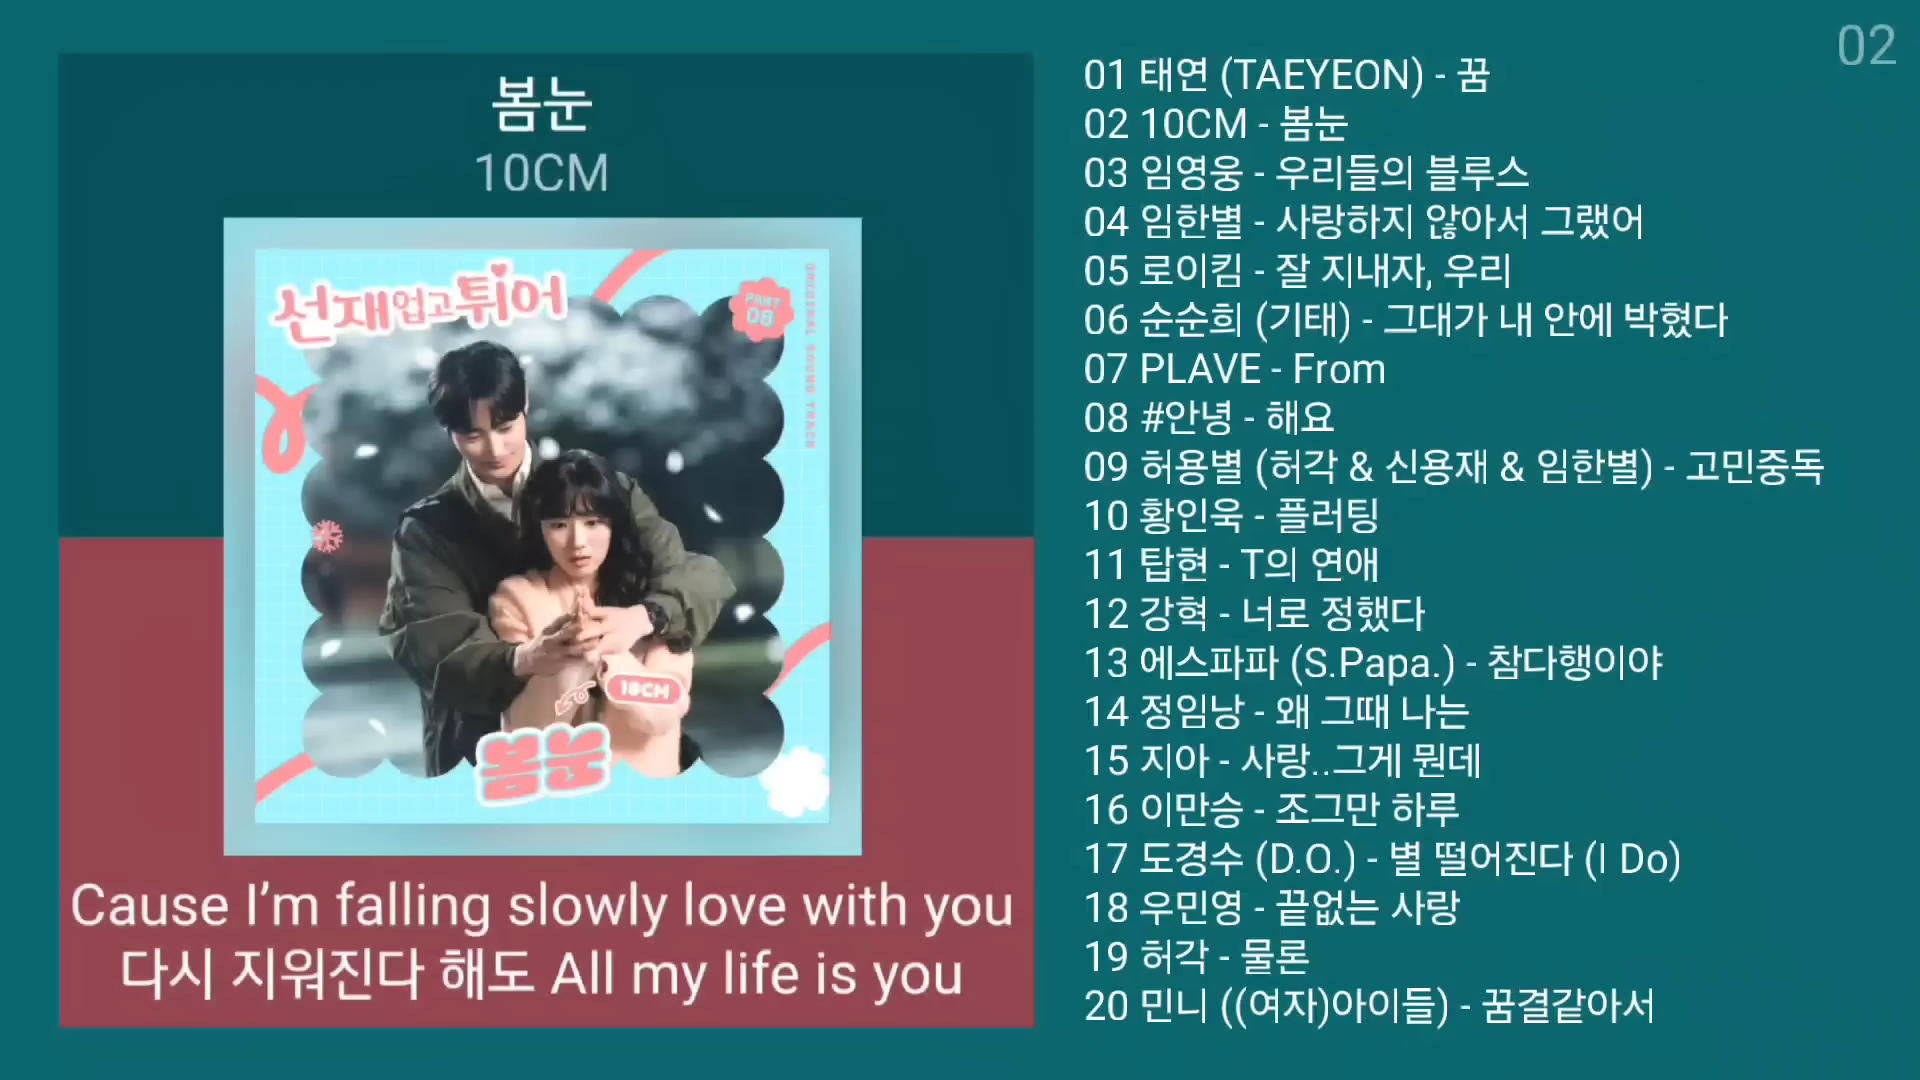 02
봄눈
10CM
선재업고튀어
PART
08
ORIGINAL SOUND TRACK
10CM
봄눈
Cause I’m falling slowly love with you
다시 지워진다 해도 All my life is you
01 태연 (TAEYEON) - 꿈
02 10CM - 봄눈
03 임영웅 - 우리들의 블루스
04 임한별 - 사랑하지 않아서 그랬어
05 로이킴 - 잘 지내자, 우리
06 순순희 (기태) - 그대가 내 안에 박혔다
07 PLAVE - From
08 #안녕 - 해요
09 허용별 (허각 & 신용재 & 임한별) - 고민중독
10 황인욱 - 플러팅
11 탑현 - T의 연애
12 강혁 - 너로 정했다
13 에스파파 (S.Papa.) - 참다행이야
14 정임낭 - 왜 그때 나는
15 지아 - 사랑..그게 뭔데
16 이만승 - 조그만 하루
17 도경수 (D.O.) - 별 떨어진다 (I Do)
18 우민영 - 끝없는 사랑
19 허각 - 물론
20 민니 ((여자)아이들) - 꿈결같아서